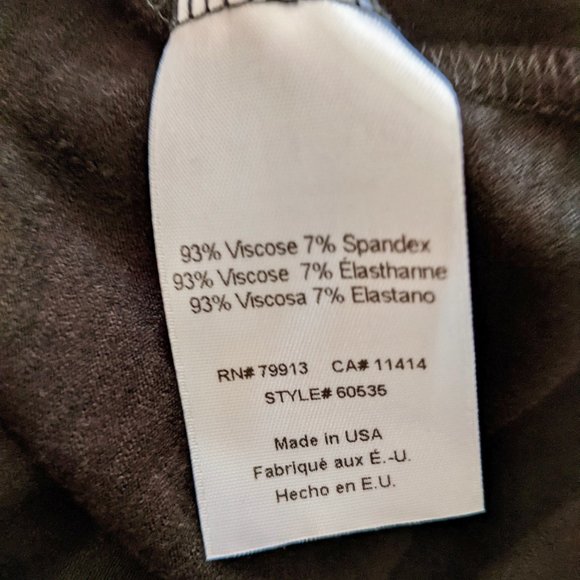 93% Viscose 7% Spandex
93% Viscose 7% Élasthanne
93% Viscosa 7% Elastano
RN# 79913 CA# 11414
STYLE# 60535
Made in USA
Fabriqué aux É.-U.
Hecho en E.U.